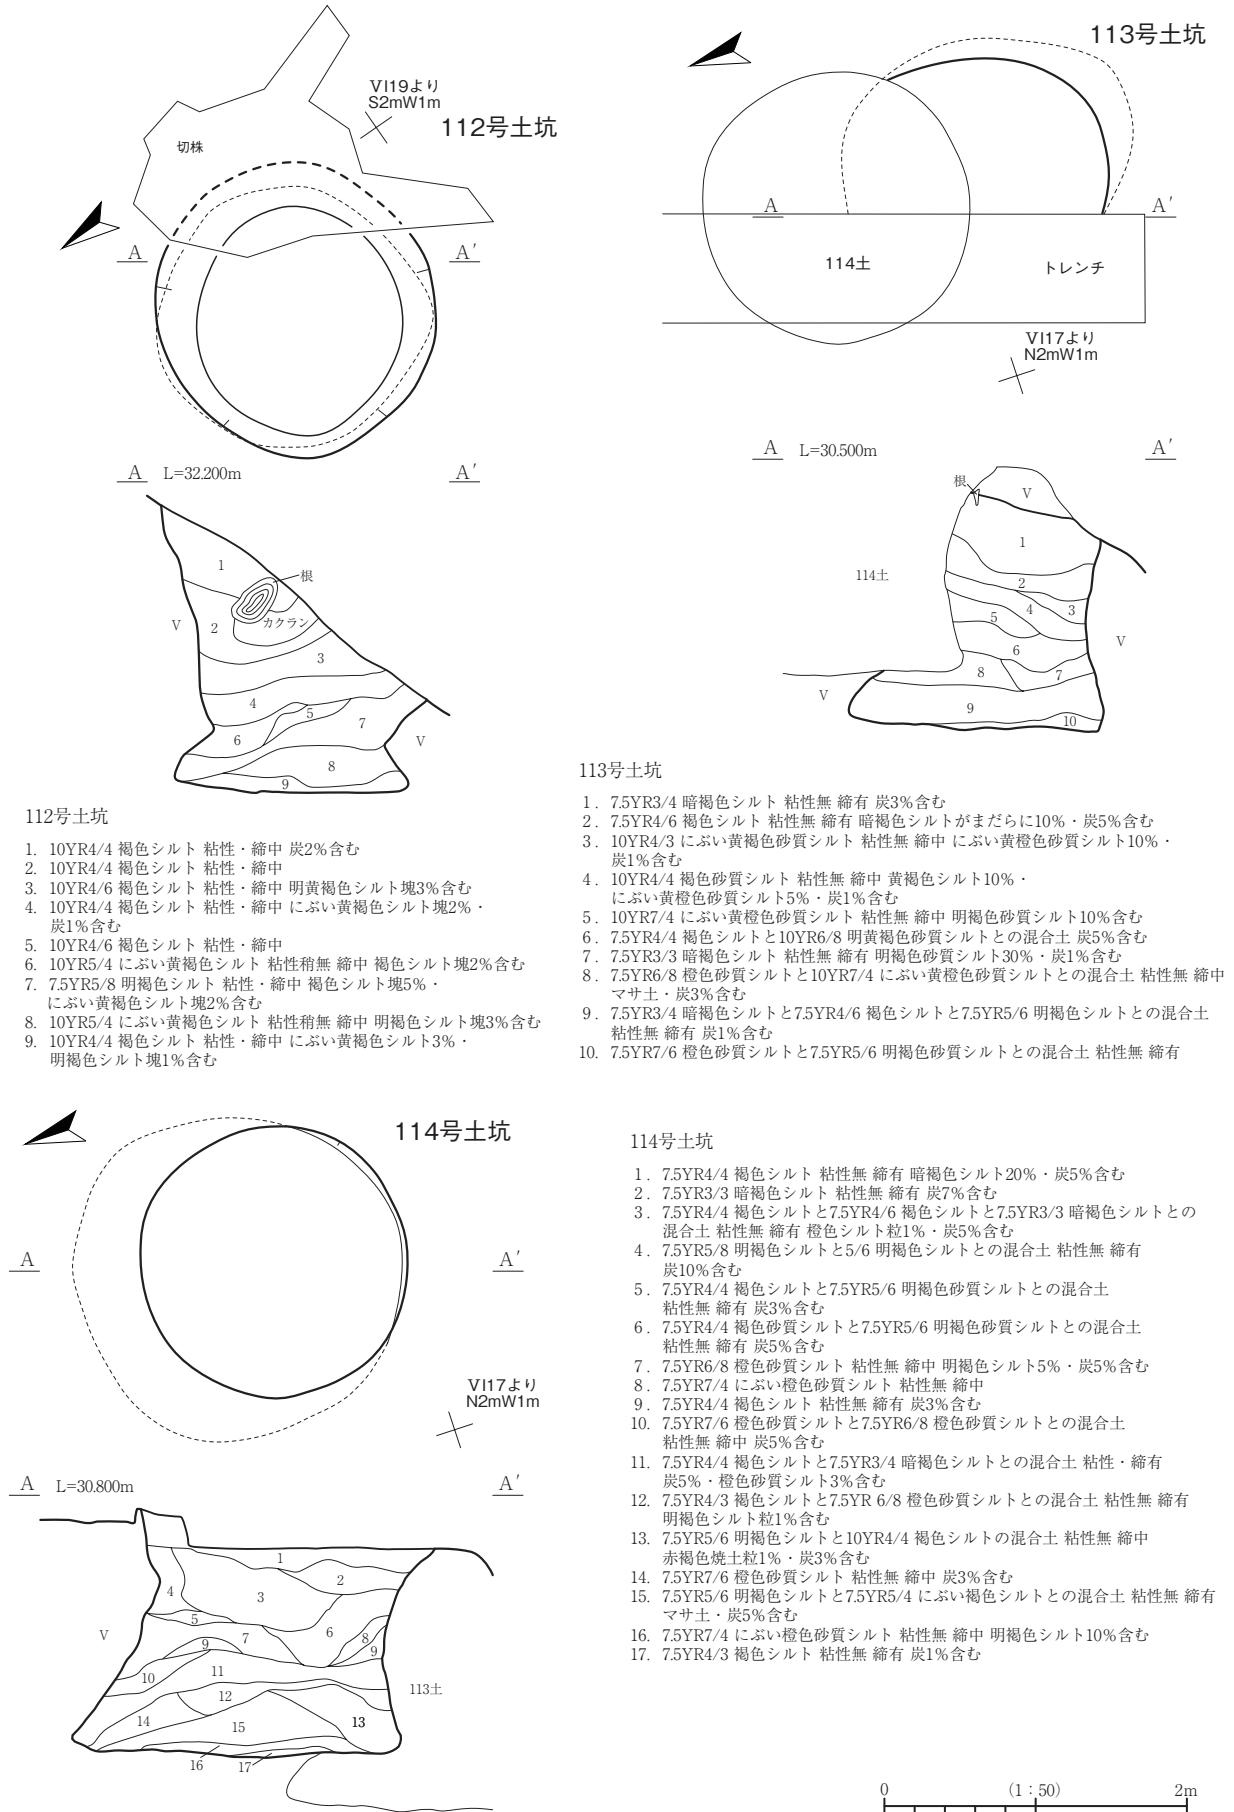 112号土坑
VI19より
S2mW1m
切株
A
A′
A L=32.200m
A′
1
根
V
2
カクラン
3
4
5
7
6
V
8
9
112号土坑
1. 10YR4/4 褐色シルト 粘性・締中 炭2%含む
2. 10YR4/4 褐色シルト 粘性・締中
3. 10YR4/6 褐色シルト 粘性・締中 明黄褐色シルト塊3%含む
4. 10YR4/4 褐色シルト 粘性・締中 にぶい黄褐色シルト塊2%・
炭1%含む
5. 10YR4/6 褐色シルト 粘性・締中
6. 10YR5/4 にぶい黄褐色シルト 粘性稍無 締中 褐色シルト塊2%含む
7. 7.5YR5/8 明褐色シルト 粘性・締中 褐色シルト塊5%・
にぶい黄褐色シルト塊2%含む
8. 10YR5/4 にぶい黄褐色シルト 粘性稍無 締中 明褐色シルト塊3%含む
9. 10YR4/4 褐色シルト 粘性・締中 にぶい黄褐色シルト3%・
明褐色シルト塊1%含む
113号土坑
A
A′
114土
トレンチ
VI17より
N2mW1m
A L=30.500m
A′
根
V
1
114土
2
4
3
5
V
6
8
7
V
9
10
113号土坑
1. 7.5YR3/4 暗褐色シルト 粘性無 締有 炭3%含む
2. 7.5YR4/6 褐色シルト 粘性無 締有 暗褐色シルトがまだらに10%・炭5%含む
3. 10YR4/3 にぶい黄褐色砂質シルト 粘性無 締中 にぶい黄橙色砂質シルト10%・
炭1%含む
4. 10YR4/4 褐色砂質シルト 粘性無 締中 黄褐色シルト10%・
にぶい黄橙色砂質シルト5%・炭1%含む
5. 10YR7/4 にぶい黄橙色砂質シルト 粘性無 締中 明褐色砂質シルト10%含む
6. 7.5YR4/4 褐色シルトと10YR6/8 明黄褐色砂質シルトとの混合土 炭5%含む
7. 7.5YR3/3 暗褐色シルト 粘性無 締有 明褐色砂質シルト30%・炭1%含む
8. 7.5YR6/8 橙色砂質シルトと10YR7/4 にぶい黄橙色砂質シルトとの混合土 粘性無 締中
マサ土・炭3%含む
9. 7.5YR3/4 暗褐色シルトと7.5YR4/6 褐色シルトと7.5YR5/6 明褐色シルトとの混合土
粘性無 締有 炭1%含む
10. 7.5YR7/6 橙色砂質シルトと7.5YR5/6 明褐色砂質シルトとの混合土 粘性無 締有
114号土坑
A
A′
VI17より
N2mW1m
A L=30.800m
A′
1
2
4
3
5
6
V
7
8
9
9
10
11
113土
12
14
15
13
16
17
114号土坑
1. 7.5YR4/4 褐色シルト 粘性無 締有 暗褐色シルト20%・炭5%含む
2. 7.5YR3/3 暗褐色シルト 粘性無 締有 炭7%含む
3. 7.5YR4/4 褐色シルトと7.5YR4/6 褐色シルトと7.5YR3/3 暗褐色シルトとの
混合土 粘性無 締有 橙色シルト粒1%・炭5%含む
4. 7.5YR5/8 明褐色シルトと5/6 明褐色シルトとの混合土 粘性無 締有
炭10%含む
5. 7.5YR4/4 褐色シルトと7.5YR5/6 明褐色砂質シルトとの混合土
粘性無 締有 炭3%含む
6. 7.5YR4/4 褐色砂質シルトと7.5YR5/6 明褐色砂質シルトとの混合土
粘性無 締有 炭5%含む
7. 7.5YR6/8 橙色砂質シルト 粘性無 締中 明褐色シルト5%・炭5%含む
8. 7.5YR7/4 にぶい橙色砂質シルト 粘性無 締中
9. 7.5YR4/4 褐色シルト 粘性無 締有 炭3%含む
10. 7.5YR7/6 橙色砂質シルトと7.5YR6/8 橙色砂質シルトとの混合土
粘性無 締中 炭5%含む
11. 7.5YR4/4 褐色シルトと7.5YR3/4 暗褐色シルトとの混合土 粘性・締有
炭5%・橙色砂質シルト3%含む
12. 7.5YR4/3 褐色シルトと7.5YR 6/8 橙色砂質シルトとの混合土 粘性無 締有
明褐色シルト粒1%含む
13. 7.5YR5/6 明褐色シルトと10YR4/4 褐色シルトの混合土 粘性無 締中
赤褐色焼土粒1%・炭3%含む
14. 7.5YR7/6 橙色砂質シルト 粘性無 締中 炭3%含む
15. 7.5YR5/6 明褐色シルトと7.5YR5/4 にぶい褐色シルトとの混合土 粘性無 締有
マサ土・炭5%含む
16. 7.5YR7/4 にぶい橙色砂質シルト 粘性無 締中 明褐色シルト10%含む
17. 7.5YR4/3 褐色シルト 粘性無 締有 炭1%含む
0 (1：50) 2m